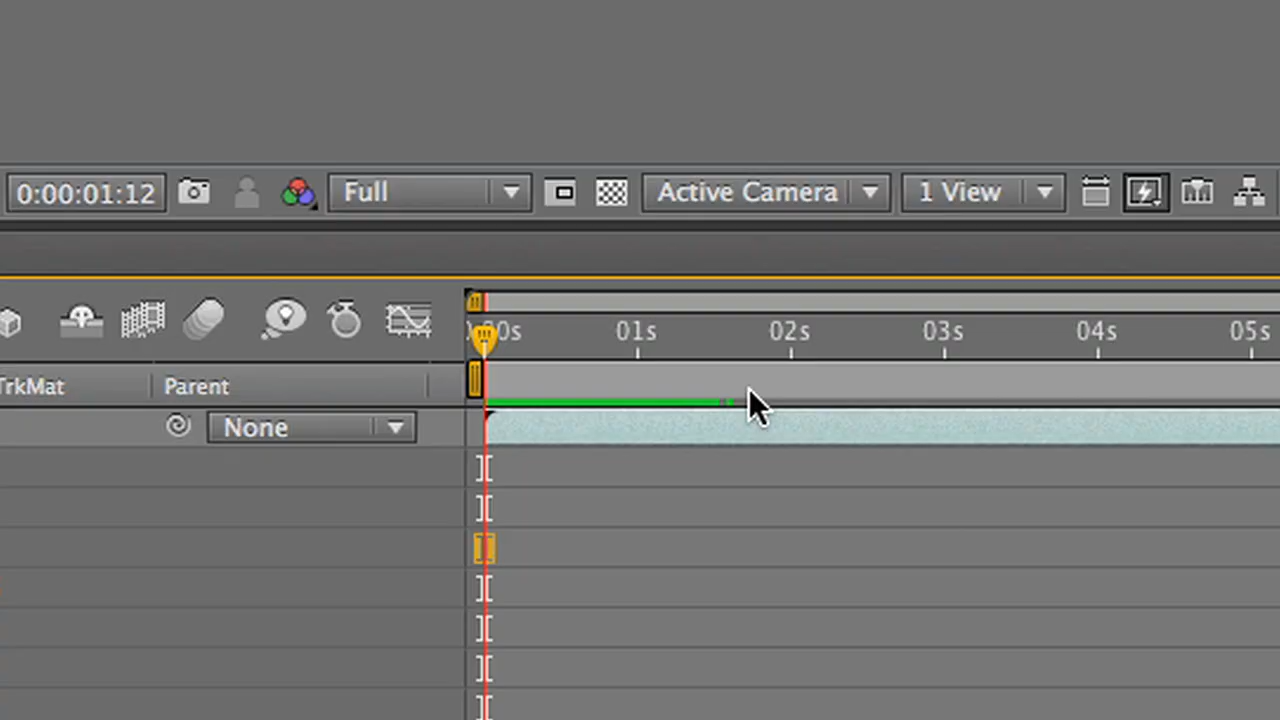 0:00:01:12 Full Active Camera 1 View
00s 01s 02s 03s 04s 05s
TrkMat Parent
None